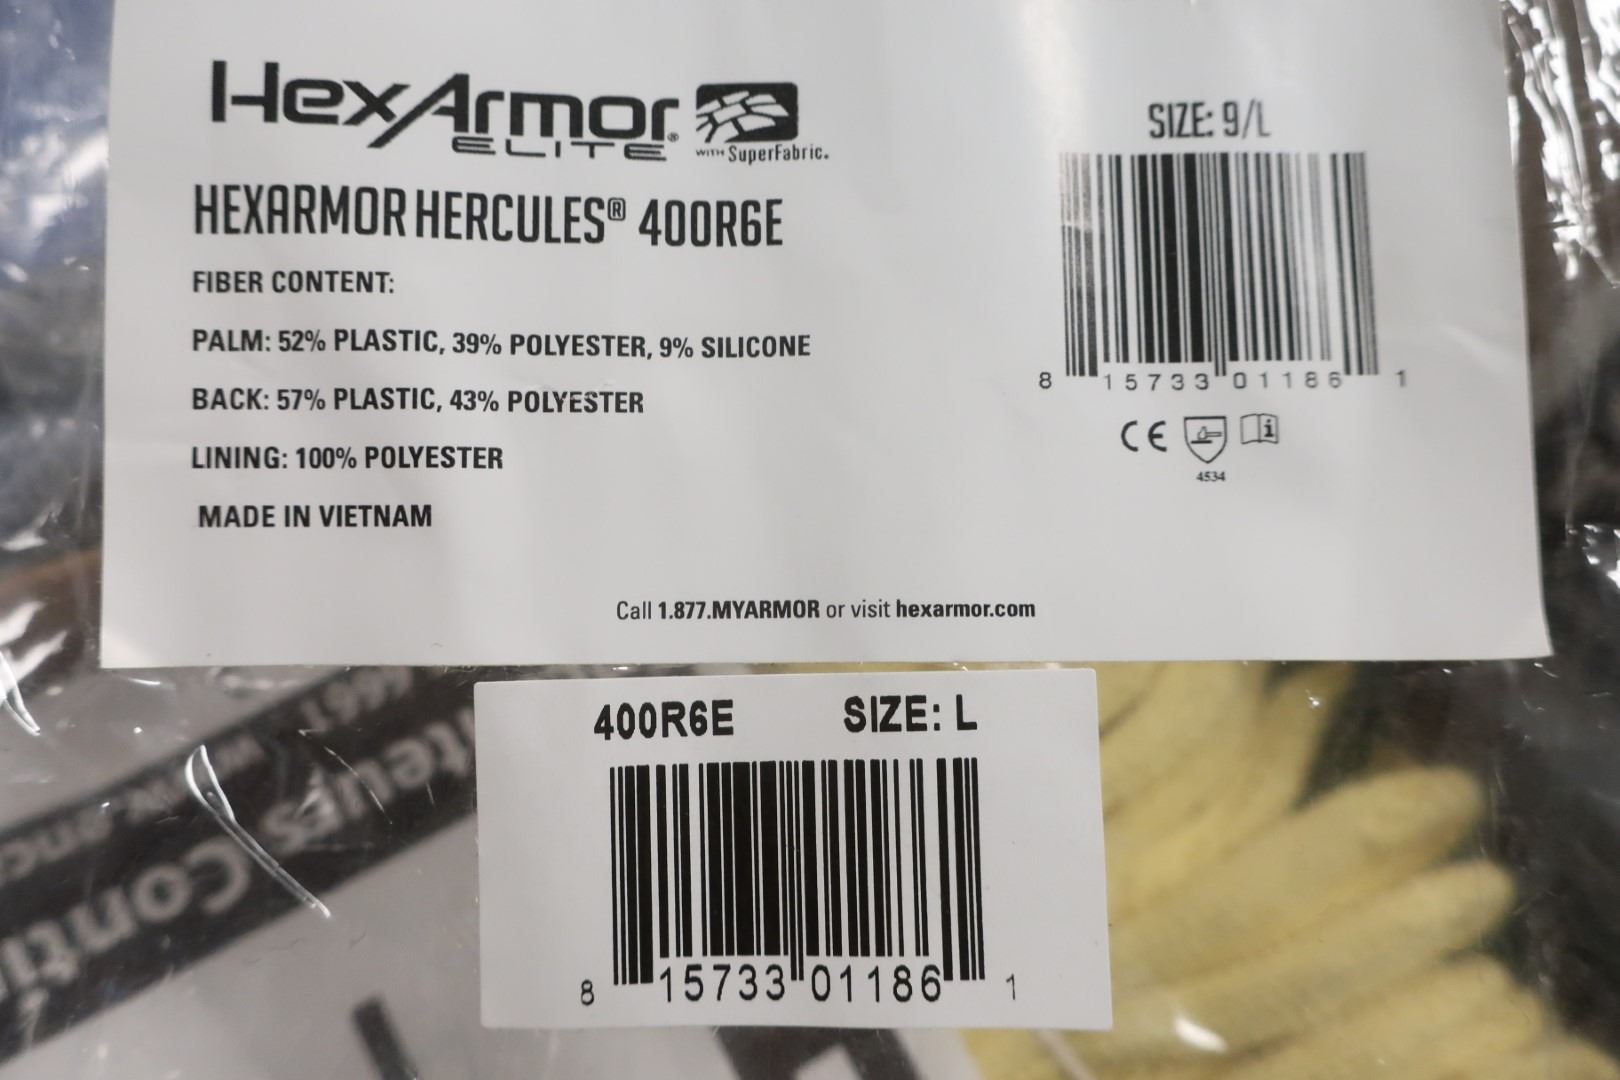 HexArmor®
ELITE
WITH SuperFabric.
HEXARMOR HERCULES® 400R6E
FIBER CONTENT:
PALM: 52% PLASTIC, 39% POLYESTER, 9% SILICONE
BACK: 57% PLASTIC, 43% POLYESTER
LINING: 100% POLYESTER
MADE IN VIETNAM
SIZE: 9/L
8 15733 01186 1
CE
4534
Call 1.877.MYARMOR or visit hexarmor.com
400R6E SIZE: L
8 15733 01186 1